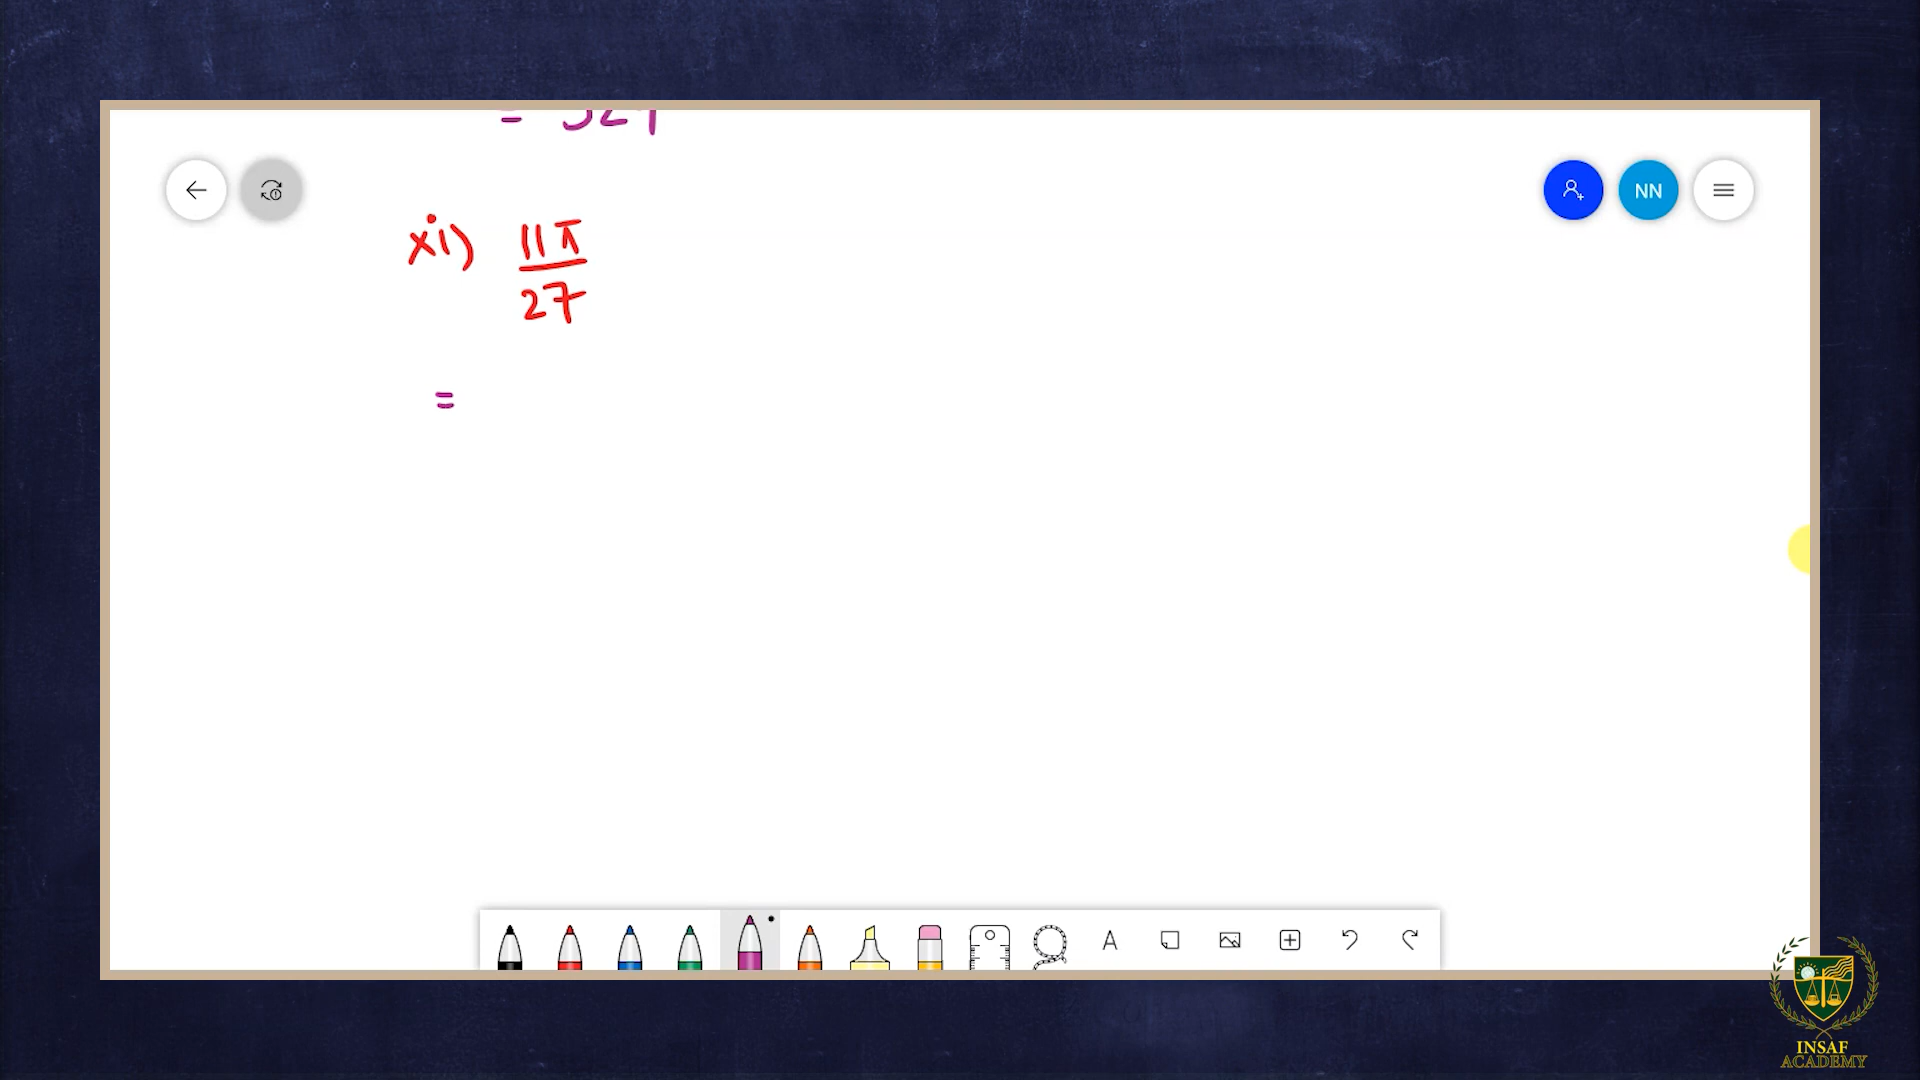 =
NN
xi) 11π
27
=
A
INSAF
ACADEMY